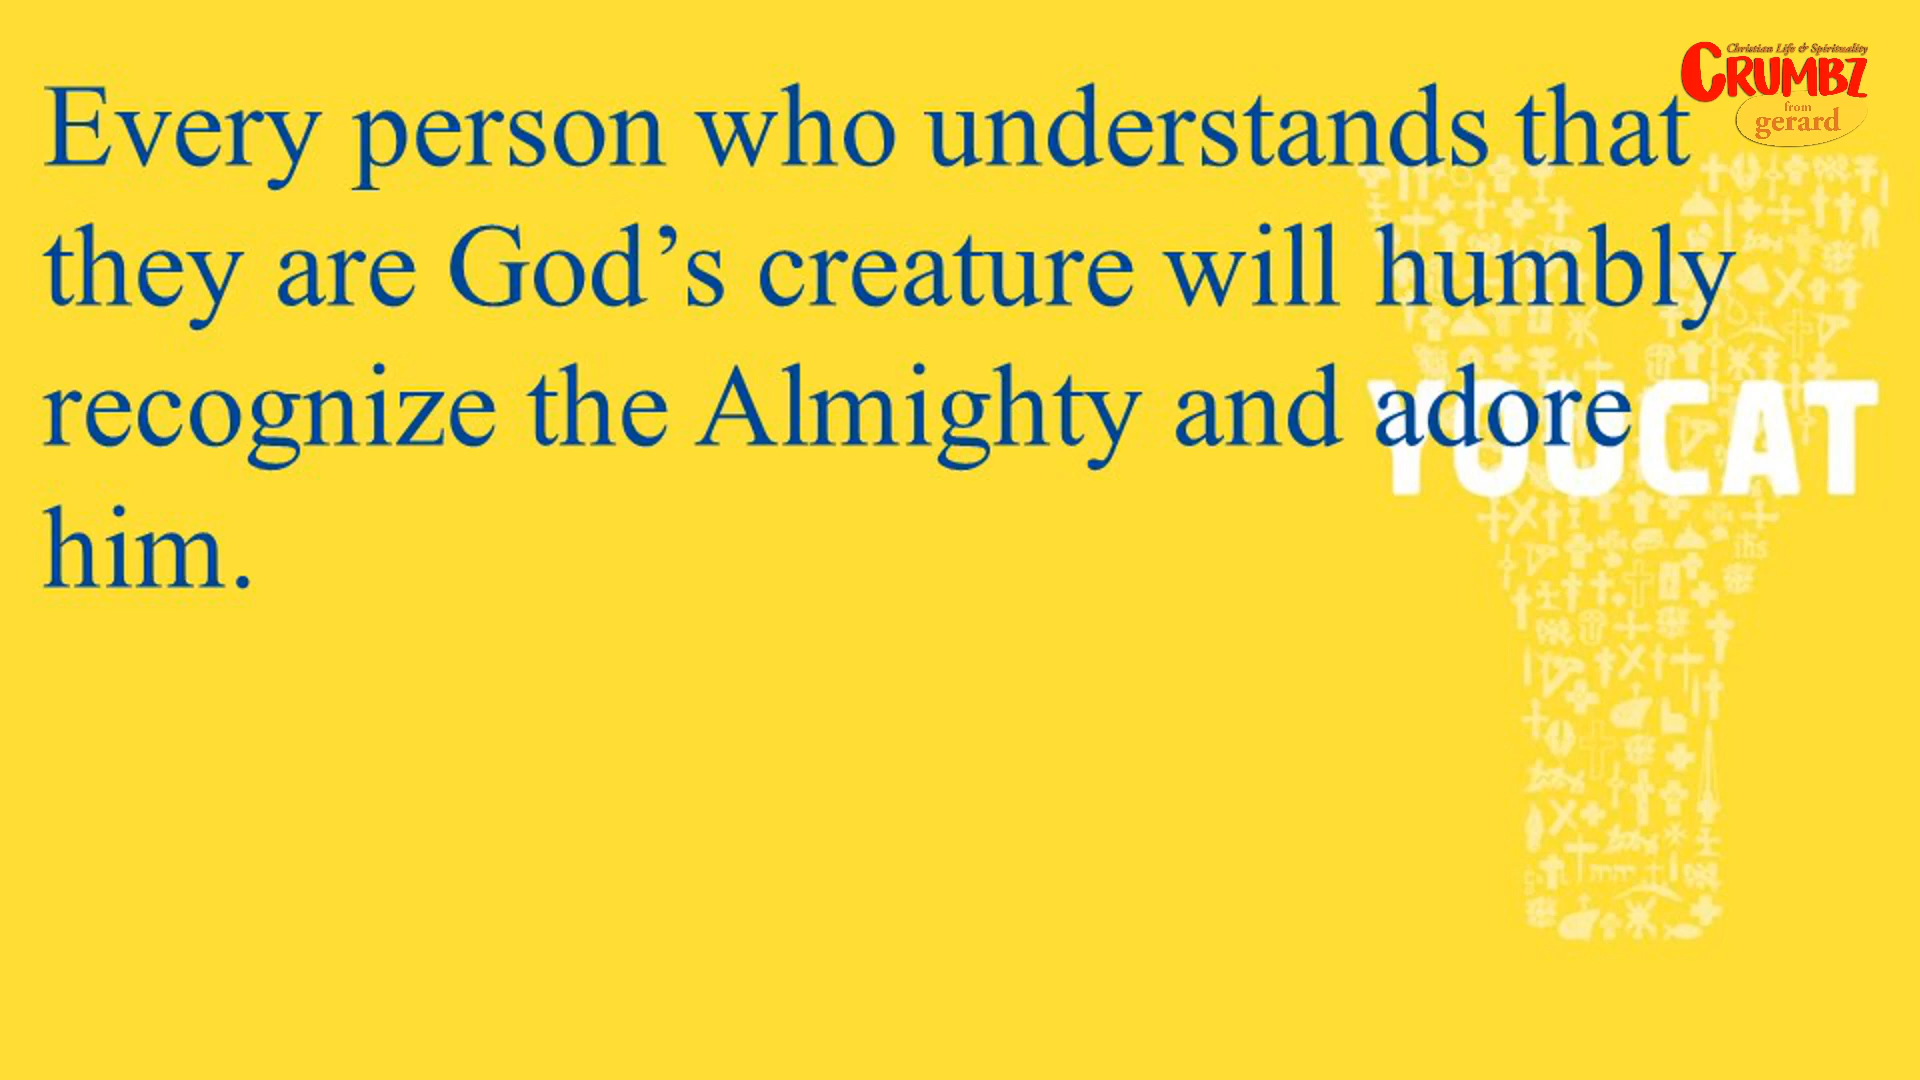 Christian Life & Spirituality
CRUMBZ
from
gerard
Every person who understands that
they are God’s creature will humbly
recognize the Almighty and adore
him.
YOUCAT
ihs